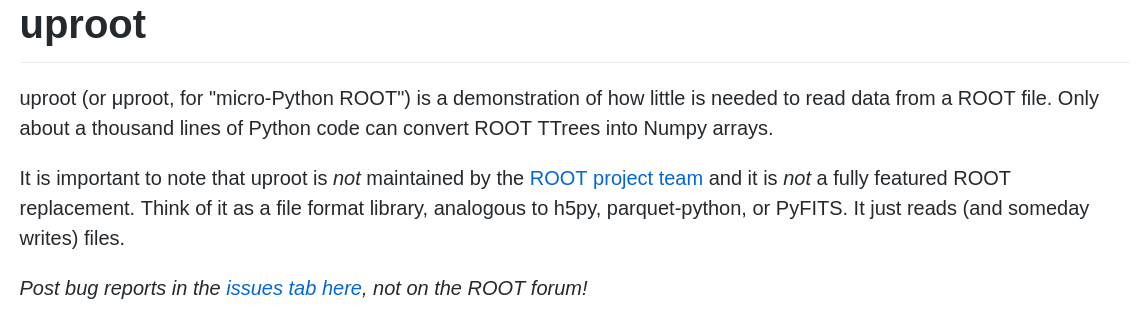 uproot
uproot (or μproot, for "micro-Python ROOT") is a demonstration of how little is needed to read data from a ROOT file. Only
about a thousand lines of Python code can convert ROOT TTrees into Numpy arrays.
It is important to note that uproot is not maintained by the ROOT project team and it is not a fully featured ROOT
replacement. Think of it as a file format library, analogous to h5py, parquet-python, or PyFITS. It just reads (and someday
writes) files.
Post bug reports in the issues tab here, not on the ROOT forum!